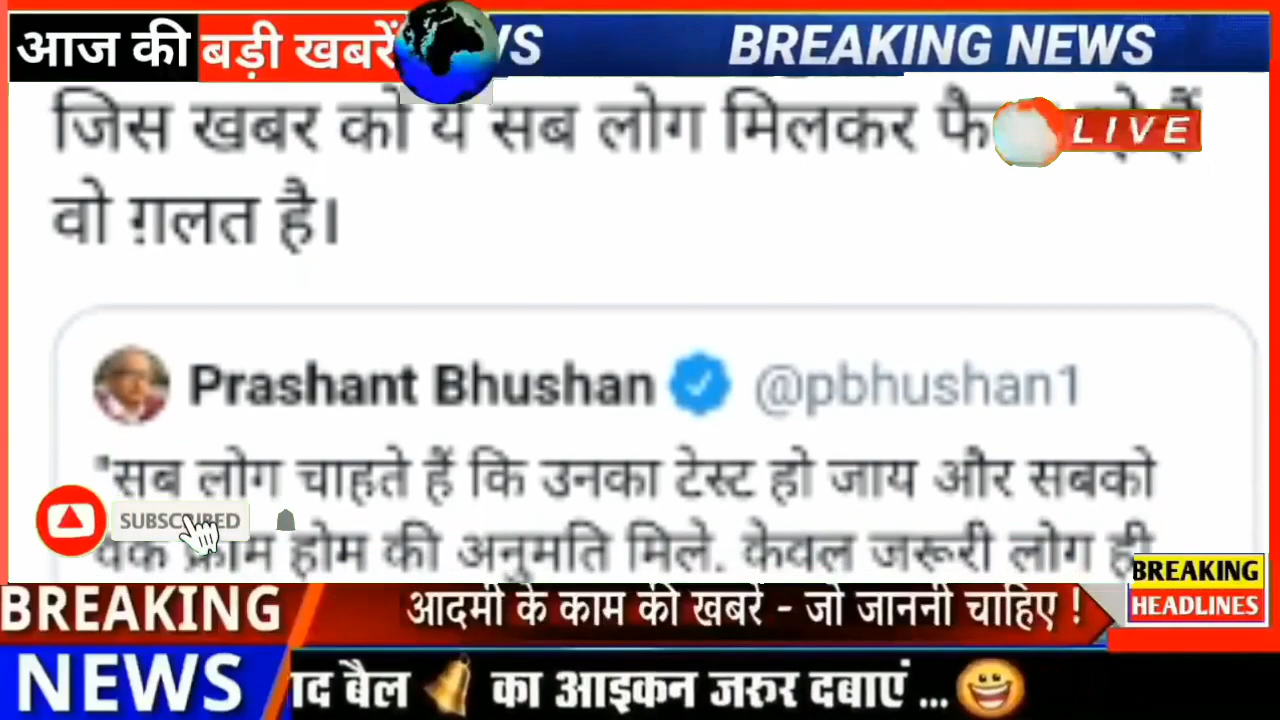 आज की बड़ी खबरें
BREAKING NEWS
जिस खबर को ये सब लोग मिलकर
LIVE
वो ग़लत है।
Prashant Bhushan @pbhushan1
"सब लोग चाहते हैं कि उनका टेस्ट हो जाय और सबको
SUBSCRIBED
वर्क फ्राम होम की अनुमति मिले. केवल जरूरी लोग ही
BREAKING
HEADLINES
BREAKING
NEWS
आदमी के काम की खबरें - जो जाननी चाहिए !
बैल का आइकन जरुर दबाएं ...